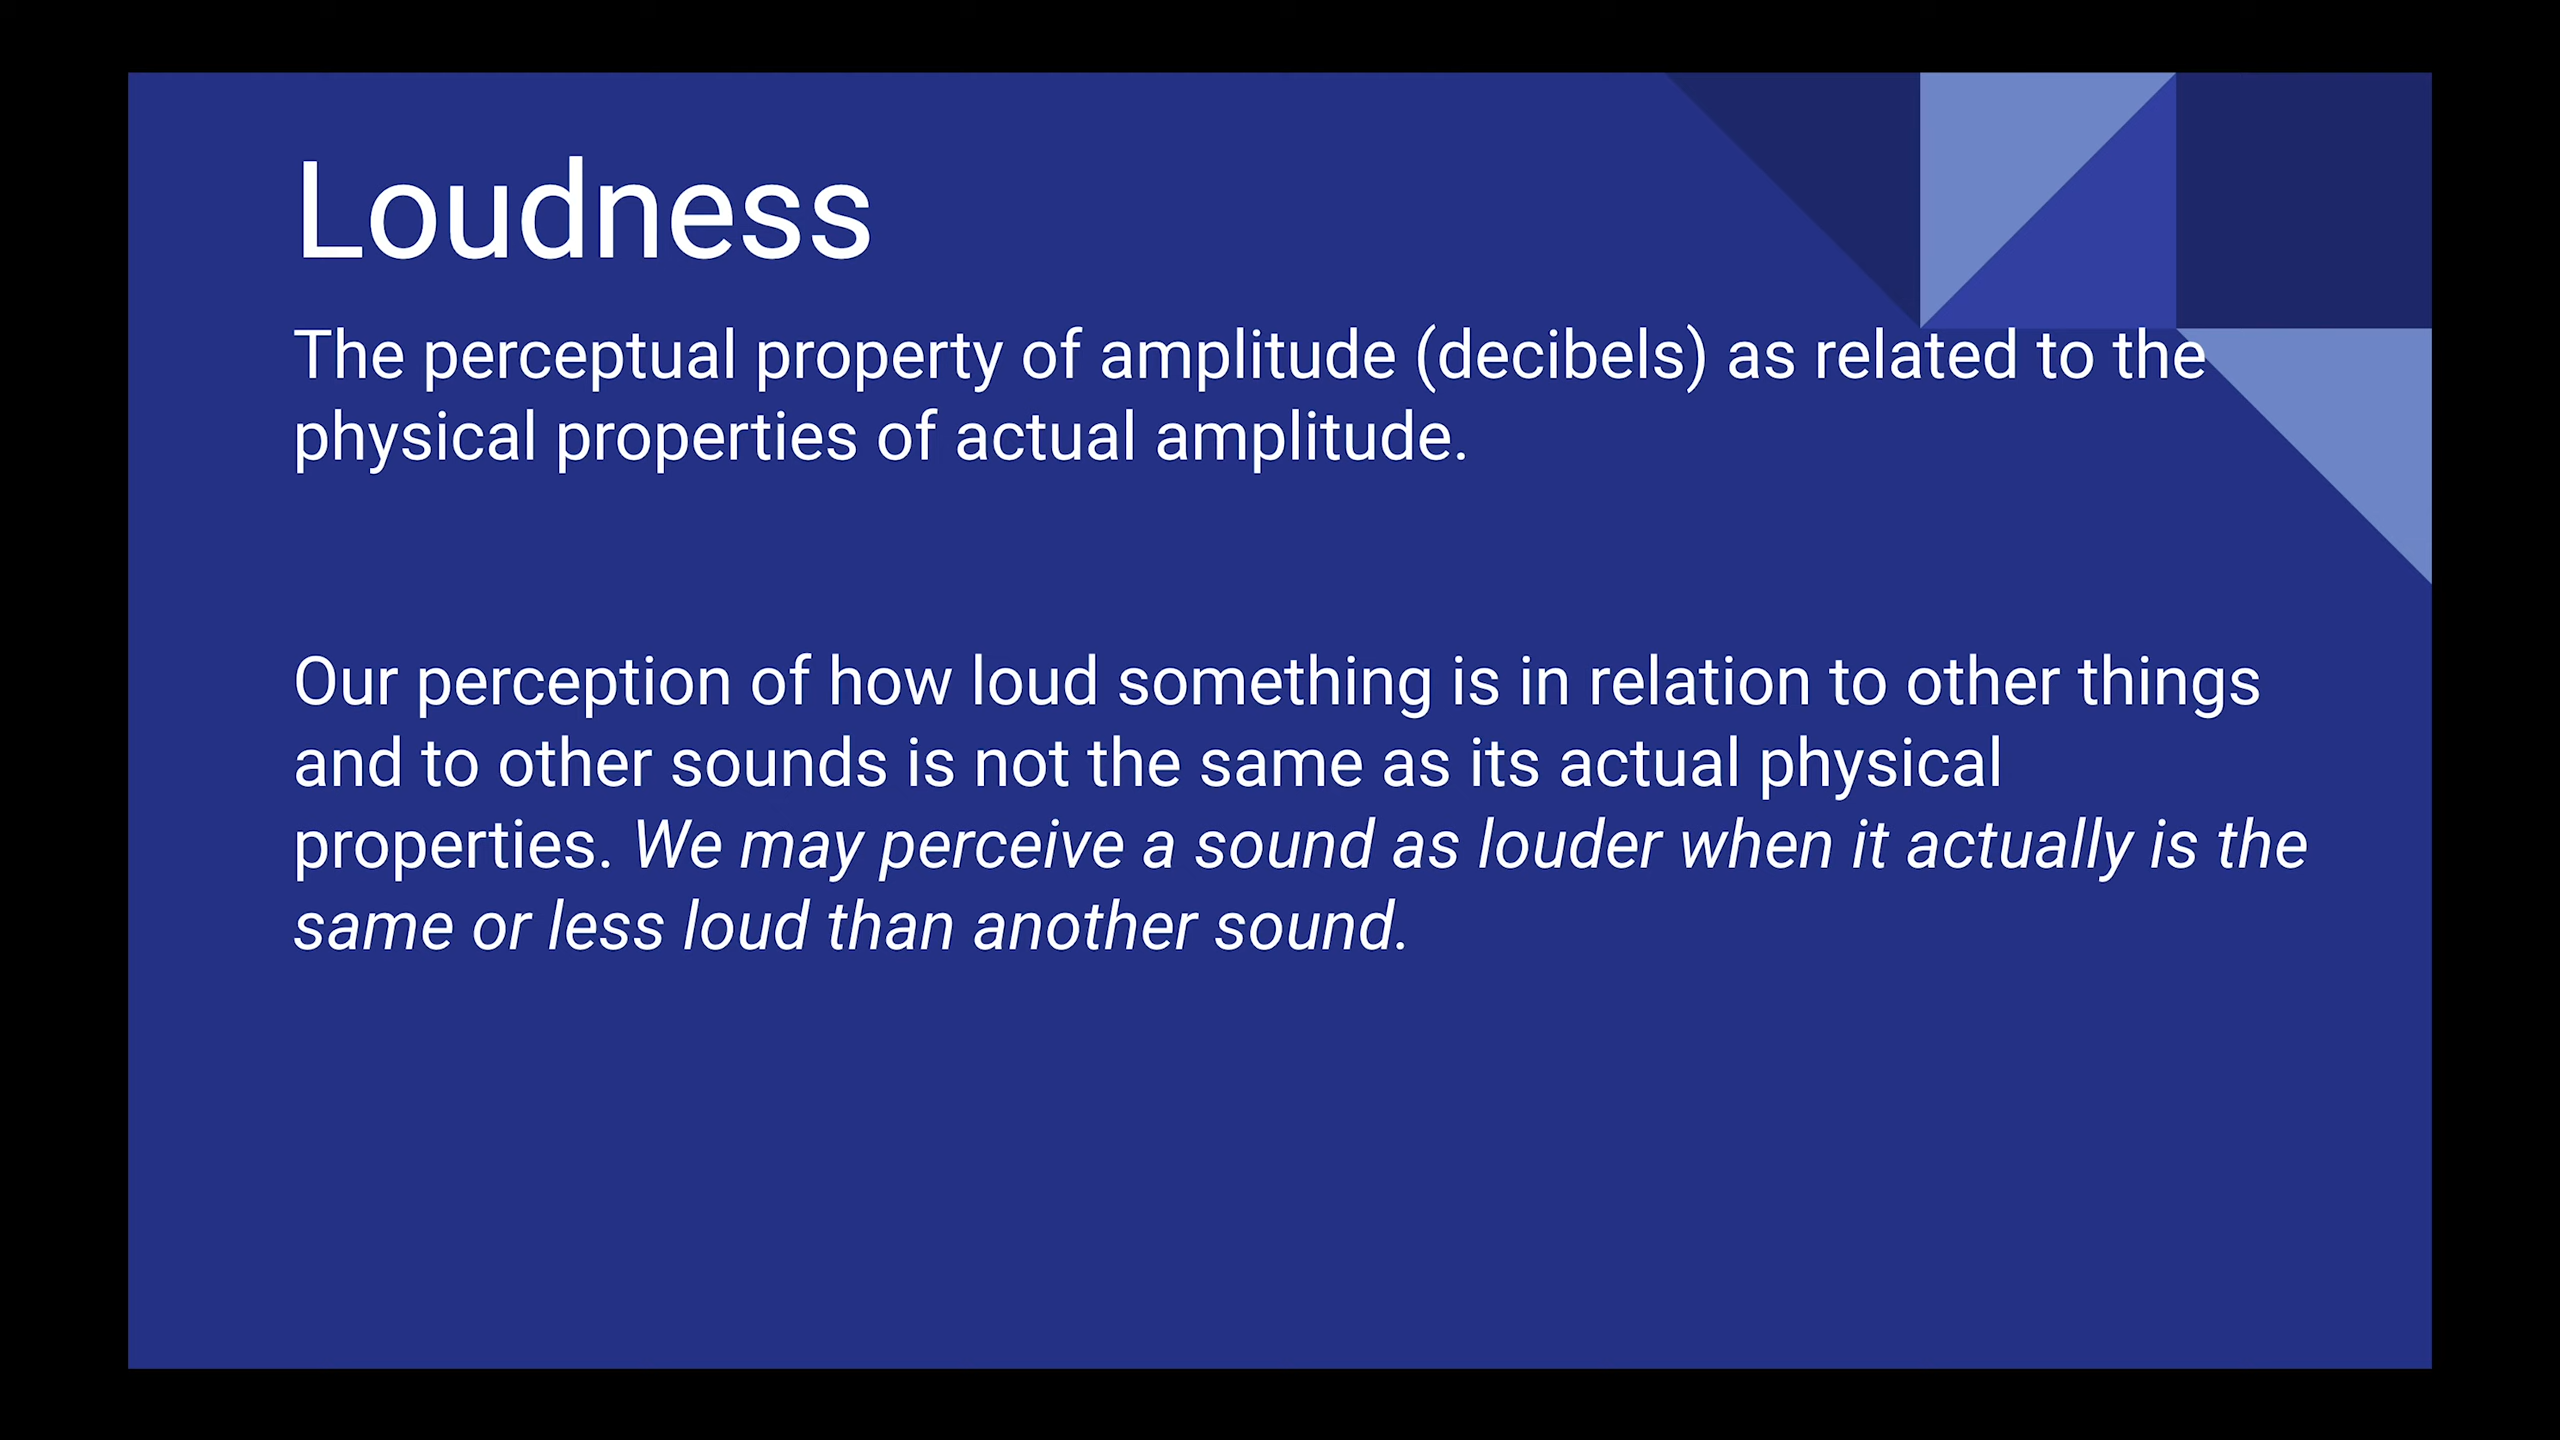 Loudness
The perceptual property of amplitude (decibels) as related to the
physical properties of actual amplitude.
Our perception of how loud something is in relation to other things
and to other sounds is not the same as its actual physical
properties. We may perceive a sound as louder when it actually is the
same or less loud than another sound.